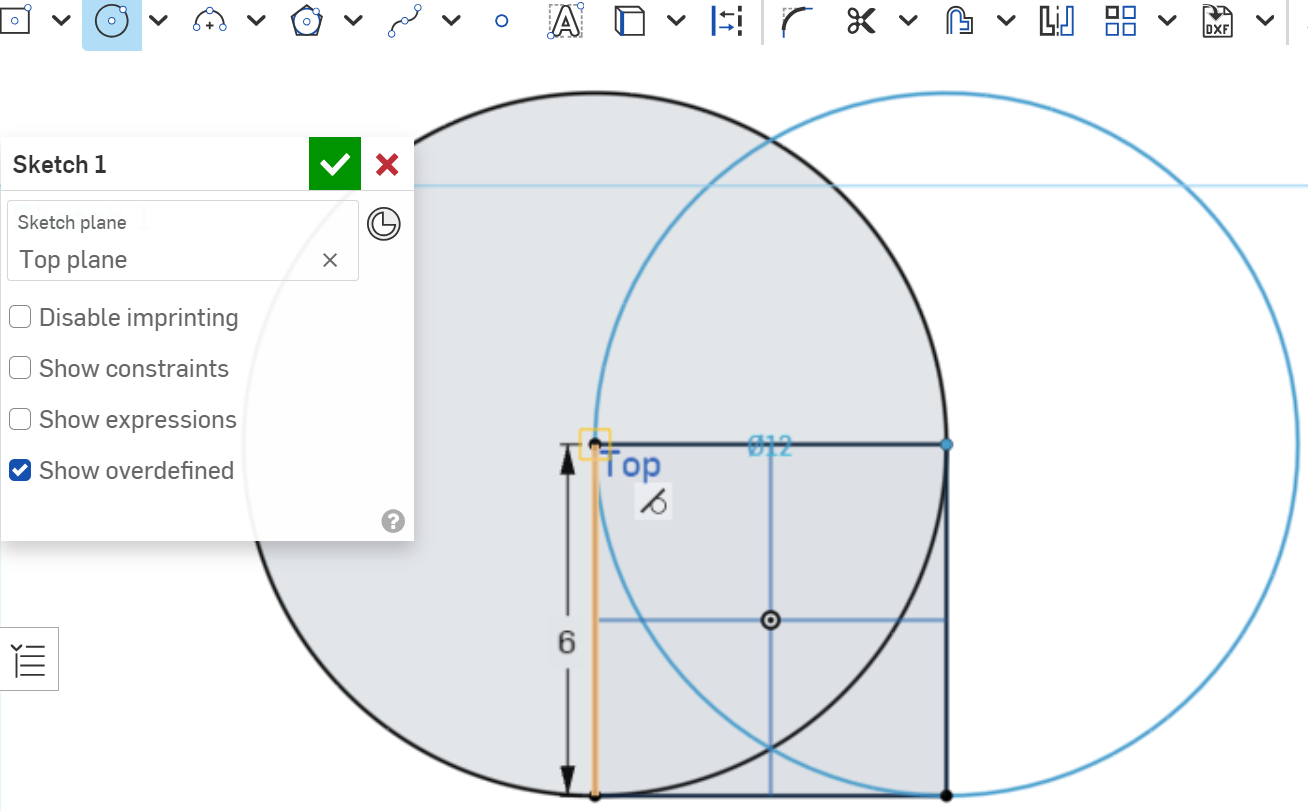 A
DXF
Sketch 1
Sketch plane
Top plane
Disable imprinting
Show constraints
Show expressions
Show overdefined
?
Ø12
Top
6